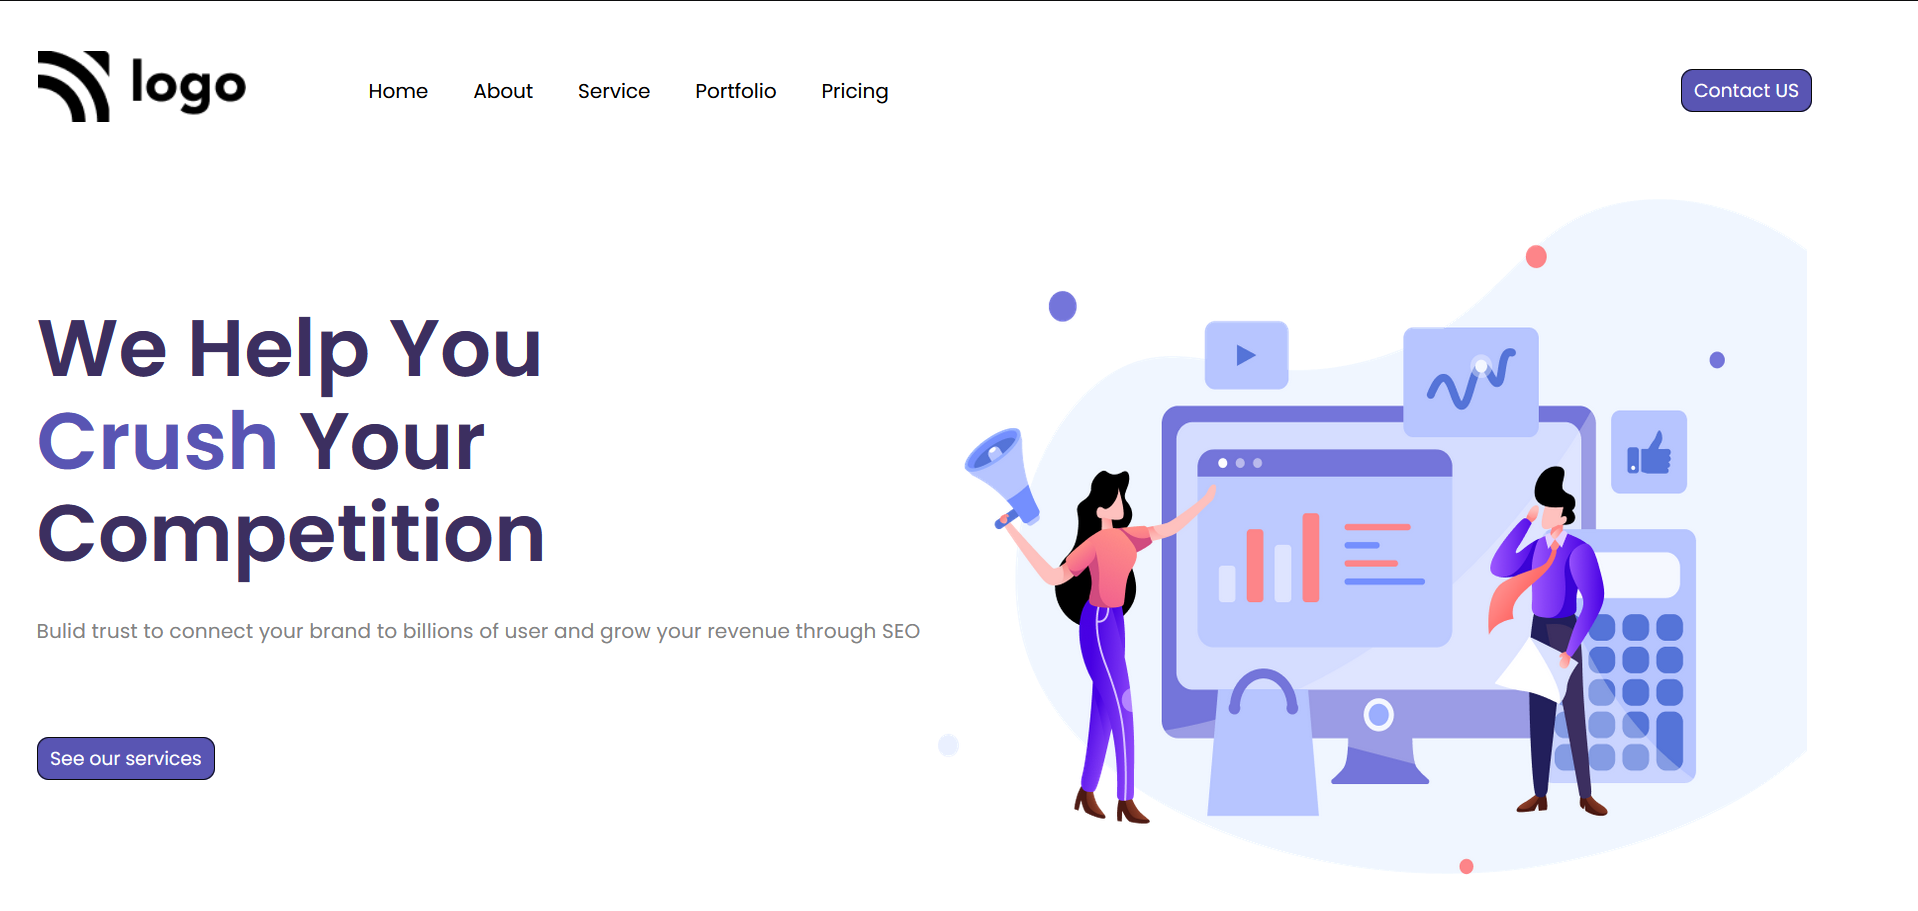 logo
Home About Service Portfolio Pricing
Contact US
We Help You
Crush Your
Competition
Bulid trust to connect your brand to billions of user and grow your revenue through SEO
See our services